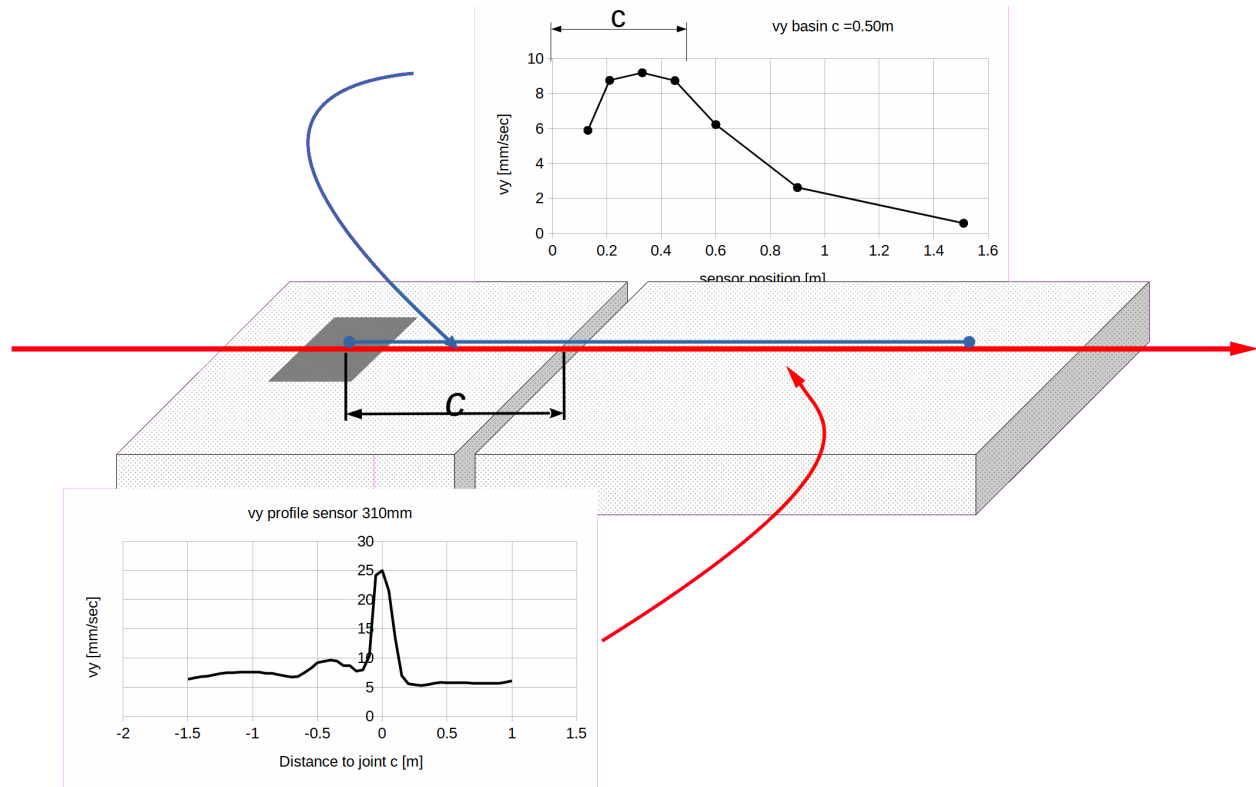 C
vy basin c =0.50m
10
8
6
4
2
0
vy [mm/sec]
0 0.2 0.4 0.6 0.8 1 1.2 1.4 1.6
sensor position [m]
C
vy profile sensor 310mm
30
25
20
15
10
5
0
vy [mm/sec]
-2 -1.5 -1 -0.5 0 0.5 1 1.5
Distance to joint c [m]